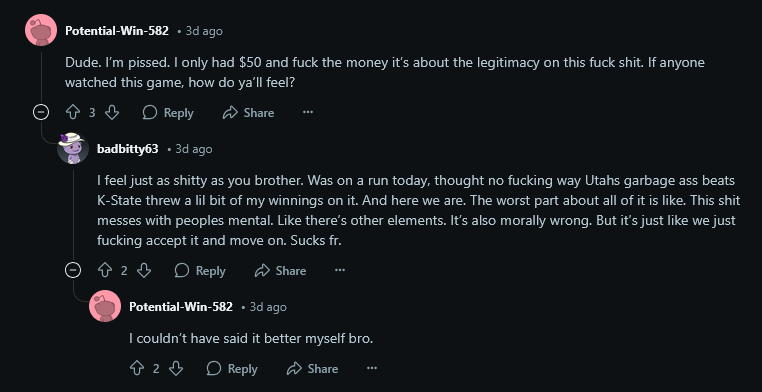 Potential-Win-582 • 3d ago
Dude. I'm pissed. I only had $50 and fuck the money it's about the legitimacy on this fuck shit. If anyone
watched this game, how do ya'll feel?
3 Reply Share ...
badbitty63 • 3d ago
I feel just as shitty as you brother. Was on a run today, thought no fucking way Utahs garbage ass beats
K-State threw a lil bit of my winnings on it. And here we are. The worst part about all of it is like. This shit
messes with peoples mental. Like there's other elements. It's also morally wrong. But it's just like we just
fucking accept it and move on. Sucks fr.
2 Reply Share ...
Potential-Win-582 • 3d ago
I couldn't have said it better myself bro.
2 Reply Share ...